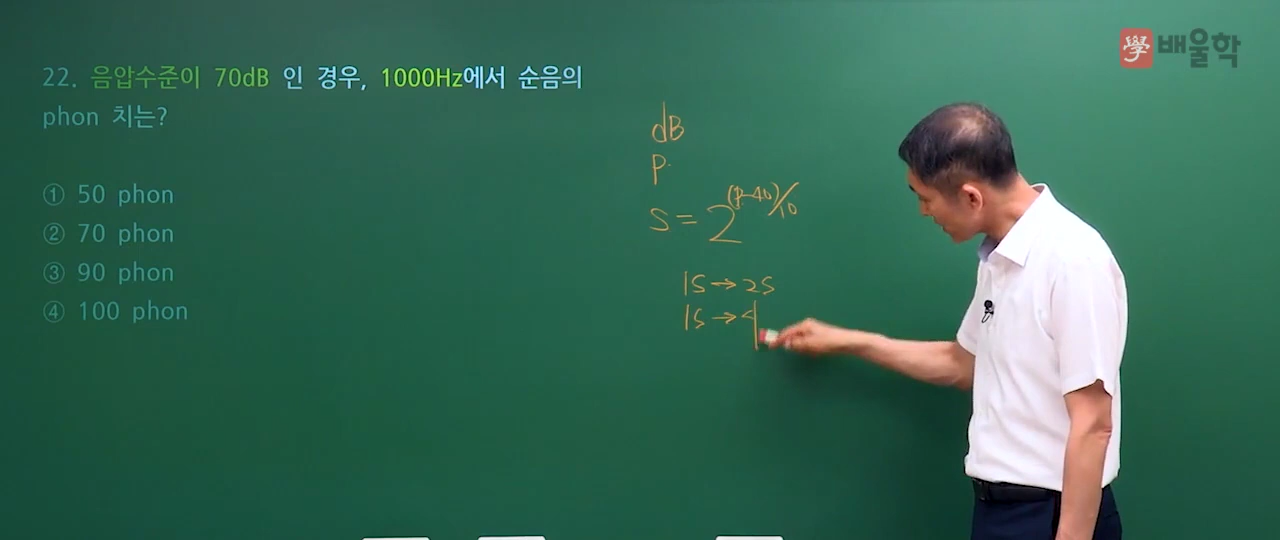 學 배울학
22. 음압수준이 70dB 인 경우, 1000Hz에서 순음의
phon 치는?
① 50 phon
② 70 phon
③ 90 phon
④ 100 phon
dB
P.
S = 2^(P-40)/10
1S → 2S
1S → 4